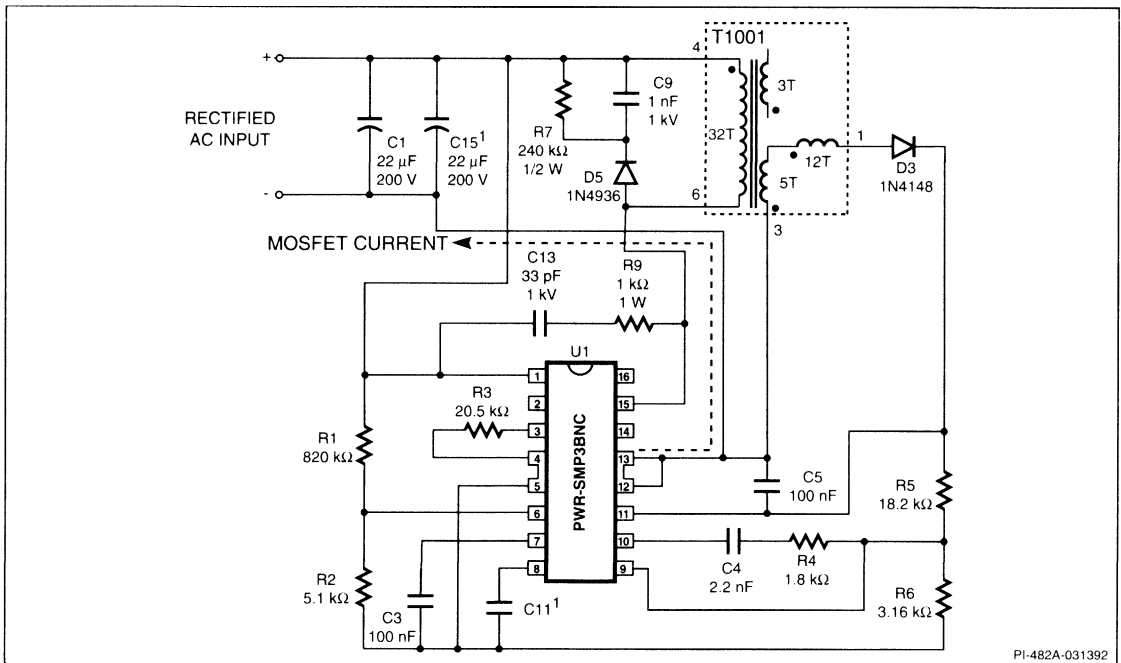 T1001
4
3T
+
C9
1 nF
1 kV
RECTIFIED
AC INPUT
C1
22 µF
200 V
C15¹
22 µF
200 V
R7
240 kΩ
1/2 W
32T
1
12T
D3
1N4148
D5
1N4936
5T
-
6
3
MOSFET CURRENT
C13
33 pF
1 kV
R9
1 kΩ
1 W
U1
PWR-SMP3BNC
1
2
3
4
5
6
7
8
16
15
14
13
12
11
10
9
R3
20.5 kΩ
R1
820 kΩ
C5
100 nF
R5
18.2 kΩ
R2
5.1 kΩ
C3
100 nF
C11¹
C4
2.2 nF
R4
1.8 kΩ
R6
3.16 kΩ
PI-482A-031392